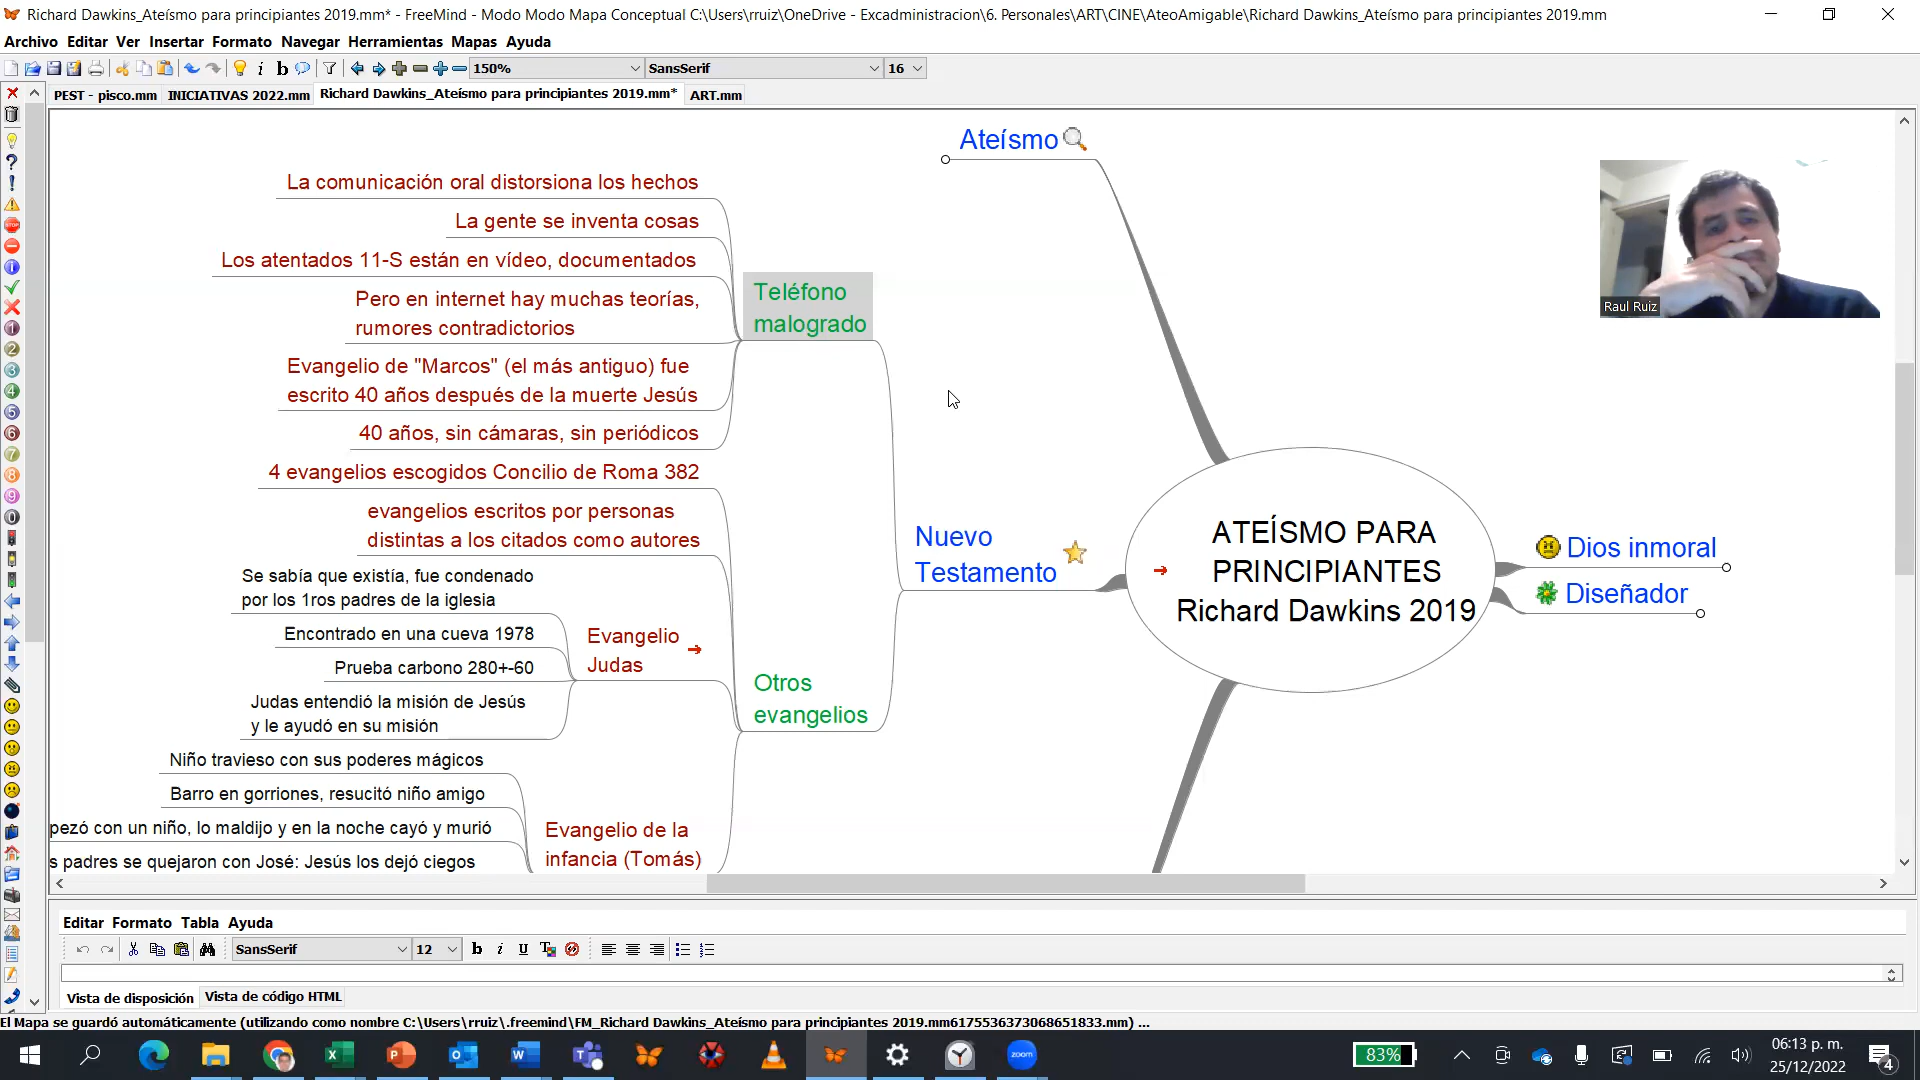 Richard Dawkins_Ateísmo para principiantes 2019.mm* - FreeMind - Modo Modo Mapa Conceptual C:\Users\rruiz\OneDrive - Excadministracion\6. Personales\ART\CINE\AteoAmigable\Richard Dawkins_Ateísmo para principiantes 2019.mm
Archivo Editar Ver Insertar Formato Navegar Herramientas Mapas Ayuda
150%
SansSerif
16
PEST - pisco.mm
INICIATIVAS 2022.mm
Richard Dawkins_Ateísmo para principiantes 2019.mm*
ART.mm
Ateísmo
La comunicación oral distorsiona los hechos
La gente se inventa cosas
Los atentados 11-S están en vídeo, documentados
Pero en internet hay muchas teorías,
rumores contradictorios
Evangelio de "Marcos" (el más antiguo) fue
escrito 40 años después de la muerte Jesús
40 años, sin cámaras, sin periódicos
Teléfono
malogrado
4 evangelios escogidos Concilio de Roma 382
evangelios escritos por personas
distintas a los citados como autores
Se sabía que existía, fue condenado
por los 1ros padres de la iglesia
Encontrado en una cueva 1978
Prueba carbono 280+-60
Judas entendió la misión de Jesús
y le ayudó en su misión
Evangelio
Judas
Niño travieso con sus poderes mágicos
Barro en gorriones, resucitó niño amigo
pezó con un niño, lo maldijo y en la noche cayó y murió
s padres se quejaron con José: Jesús los dejó ciegos
Evangelio de la
infancia (Tomás)
Otros
evangelios
Nuevo
Testamento
ATEÍSMO PARA
PRINCIPIANTES
Richard Dawkins 2019
Dios inmoral
Diseñador
Raul Ruiz
Editar Formato Tabla Ayuda
SansSerif
12
Vista de disposición
Vista de código HTML
El Mapa se guardó automáticamente (utilizando como nombre C:\Users\rruiz\.freemind\FM_Richard Dawkins_Ateísmo para principiantes 2019.mm6175536373068651833.mm) ...
zoom
83%
06:13 p. m.
25/12/2022
4